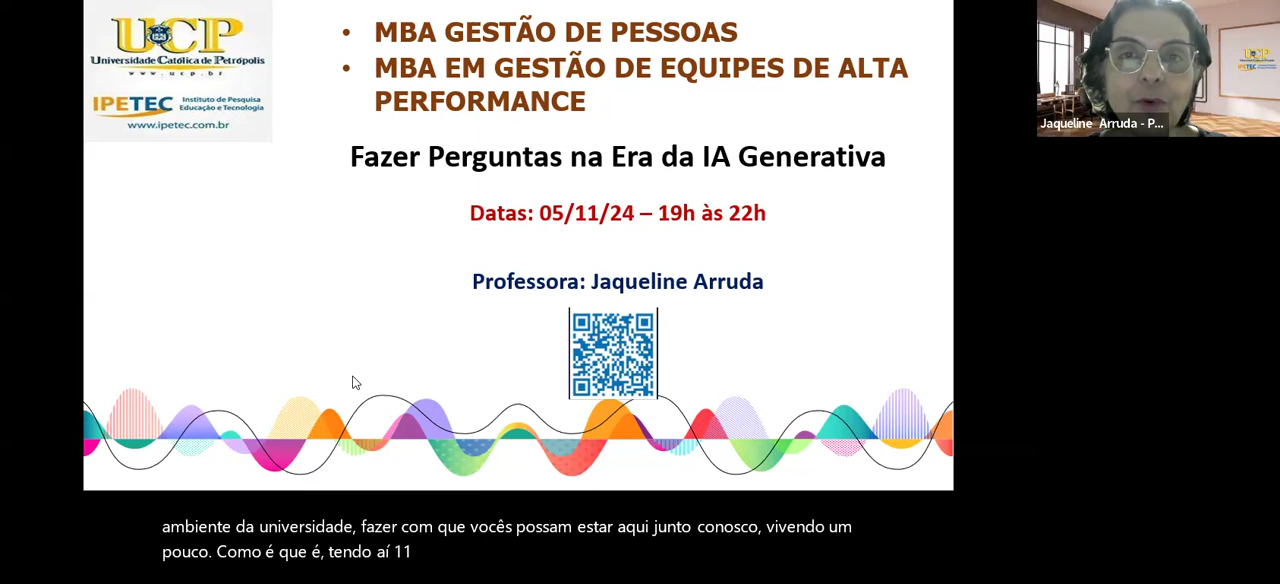 UCP
Universidade Católica de Petrópolis
www.ucp.br
IPETEC Instituto de Pesquisa
Educação e Tecnologia
www.ipetec.com.br
• MBA GESTÃO DE PESSOAS
• MBA EM GESTÃO DE EQUIPES DE ALTA
PERFORMANCE
Fazer Perguntas na Era da IA Generativa
Datas: 05/11/24 – 19h às 22h
Professora: Jaqueline Arruda
Jaqueline Arruda - P...
IPETEC
ambiente da universidade, fazer com que vocês possam estar aqui junto conosco, vivendo um
pouco. Como é que é, tendo aí 11